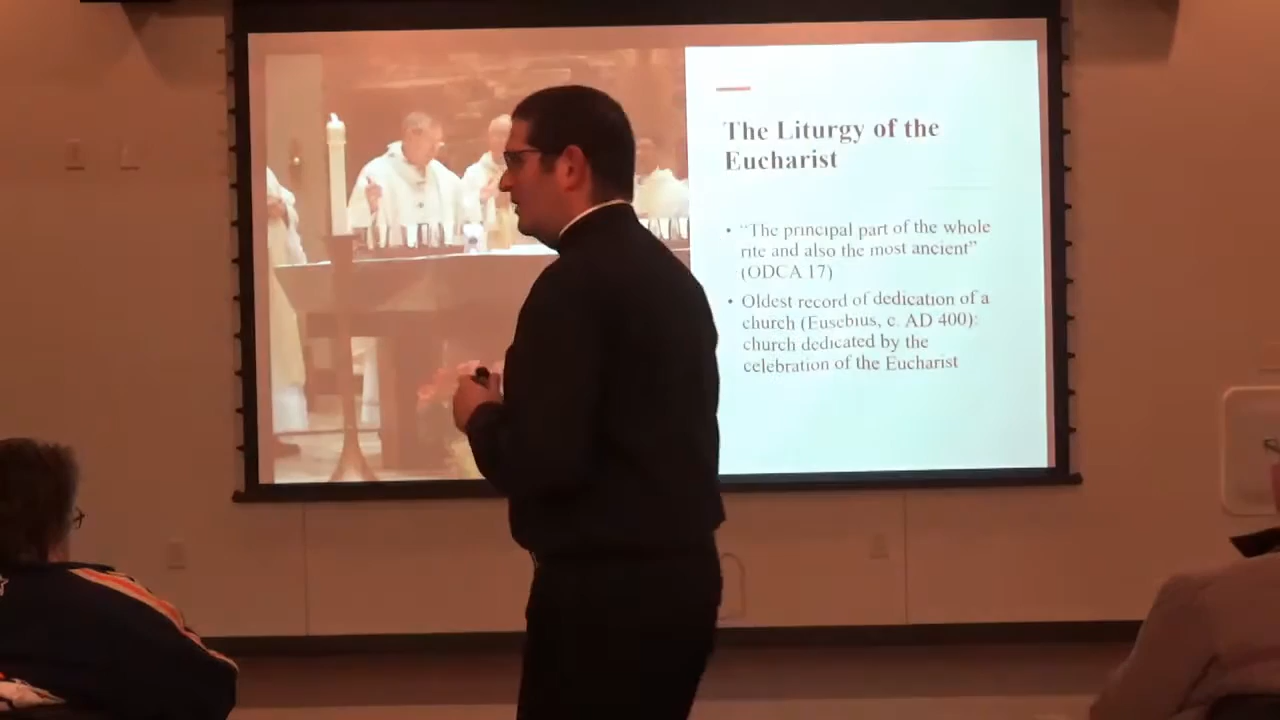 The Liturgy of the
Eucharist
• "The principal part of the whole
rite and also the most ancient"
(ODCA 17)
• Oldest record of dedication of a
church (Eusebius, c. AD 400):
church dedicated by the
celebration of the Eucharist